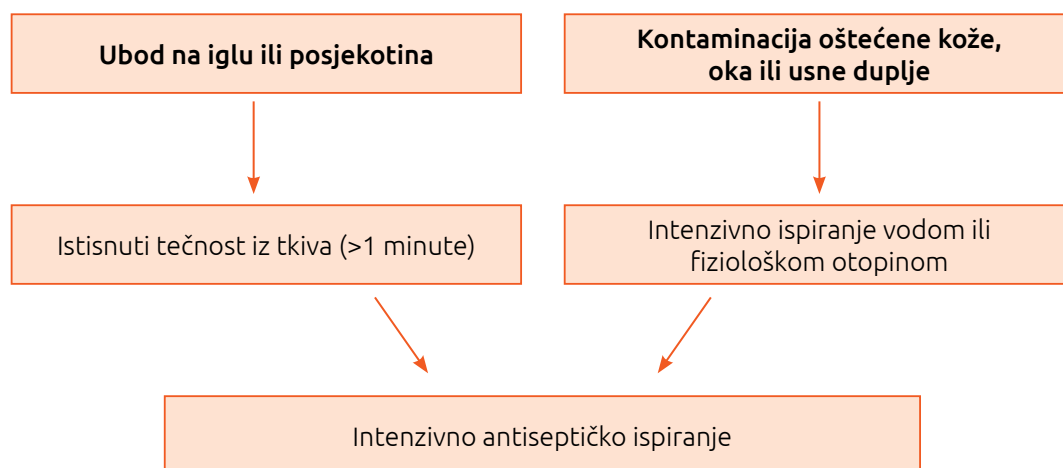 Ubod na iglu ili posjekotina
Kontaminacija oštećene kože,
oka ili usne duplje
Istisnuti tečnost iz tkiva (>1 minute)
Intenzivno ispiranje vodom ili
fiziološkom otopinom
Intenzivno antiseptičko ispiranje